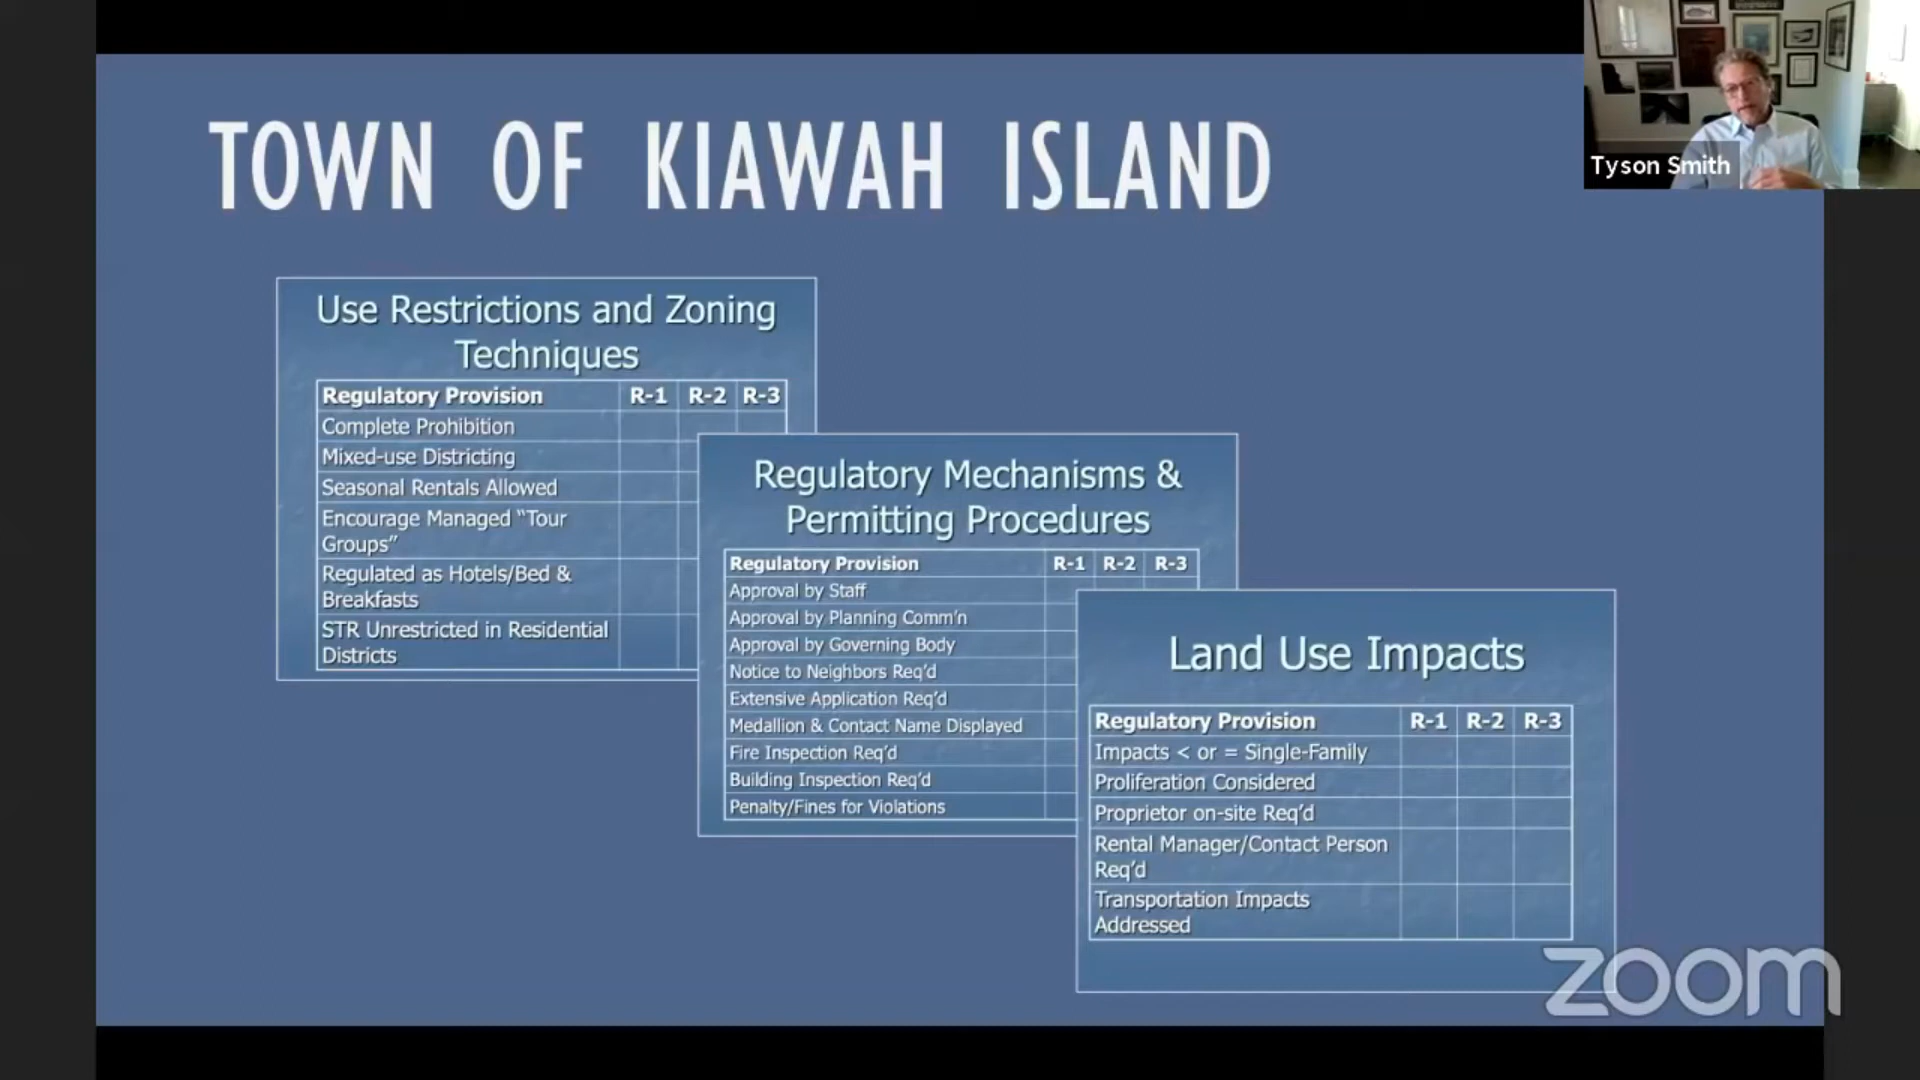 TOWN OF KIAWAH ISLAND
Tyson Smith
Use Restrictions and Zoning
Techniques
Regulatory Provision R-1 R-2 R-3
Complete Prohibition
Mixed-use Districting
Seasonal Rentals Allowed
Encourage Managed “Tour
Groups”
Regulated as Hotels/Bed &
Breakfasts
STR Unrestricted in Residential
Districts
Regulatory Mechanisms &
Permitting Procedures
Regulatory Provision R-1 R-2 R-3
Approval by Staff
Approval by Planning Comm’n
Approval by Governing Body
Notice to Neighbors Req’d
Extensive Application Req’d
Medallion & Contact Name Displayed
Fire Inspection Req’d
Building Inspection Req’d
Penalty/Fines for Violations
Land Use Impacts
Regulatory Provision R-1 R-2 R-3
Impacts < or = Single-Family
Proliferation Considered
Proprietor on-site Req’d
Rental Manager/Contact Person
Req’d
Transportation Impacts
Addressed
zoom